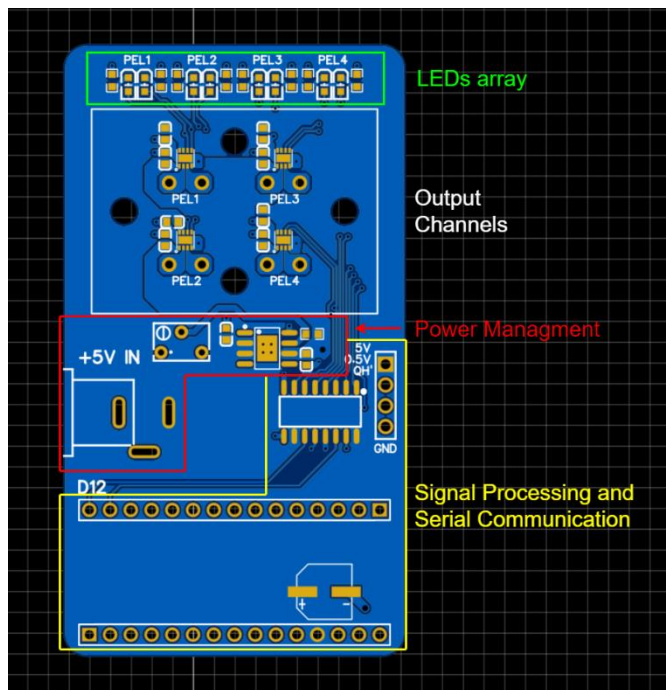 PEL1 PEL2 PEL3 PEL4
LEDs array
PEL1 PEL3
Output
Channels
PEL2 PEL4
Power Managment
+5V IN
5V
0.5V
QH'
GND
D12
Signal Processing and
Serial Communication
+ -